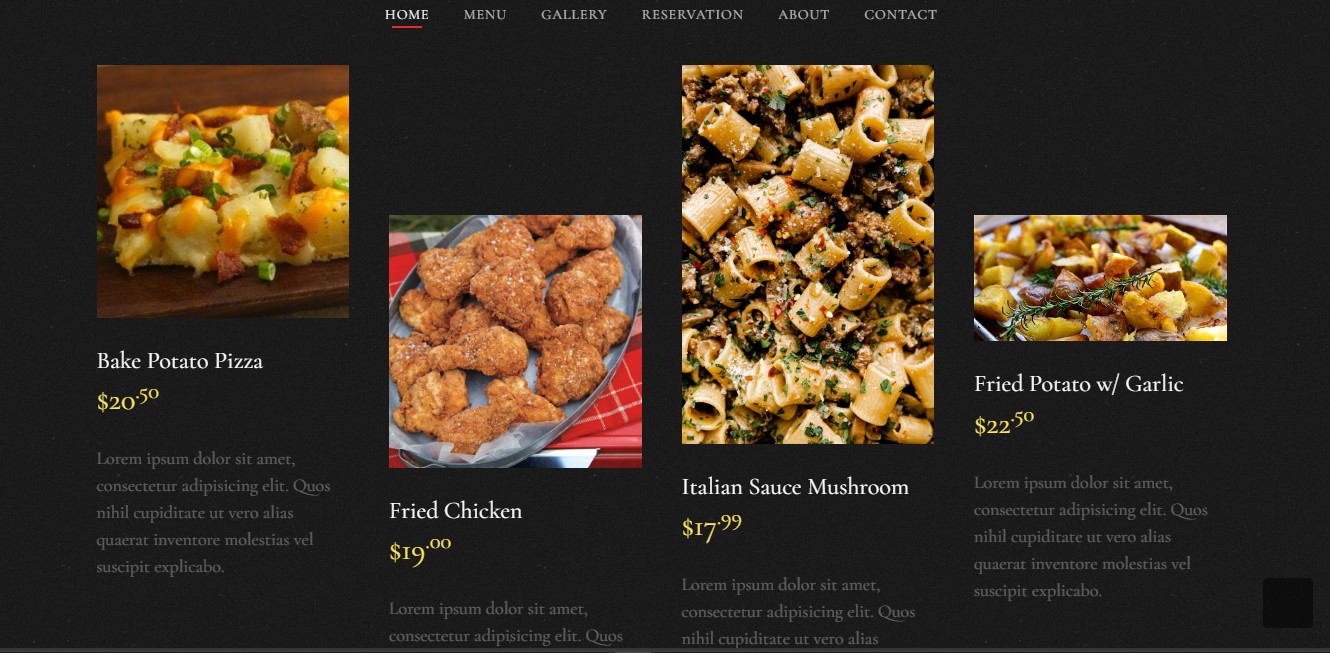 HOME MENU GALLERY RESERVATION ABOUT CONTACT
Bake Potato Pizza
$20.50
Lorem ipsum dolor sit amet,
consectetur adipisicing elit. Quos
nihil cupiditate ut vero alias
quaerat inventore molestias vel
suscipit explicabo.
Fried Chicken
$19.00
Lorem ipsum dolor sit amet,
consectetur adipisicing elit. Quos
Italian Sauce Mushroom
$17.99
Lorem ipsum dolor sit amet,
consectetur adipisicing elit. Quos
nihil cupiditate ut vero alias
Fried Potato w/ Garlic
$22.50
Lorem ipsum dolor sit amet,
consectetur adipisicing elit. Quos
nihil cupiditate ut vero alias
quaerat inventore molestias vel
suscipit explicabo.